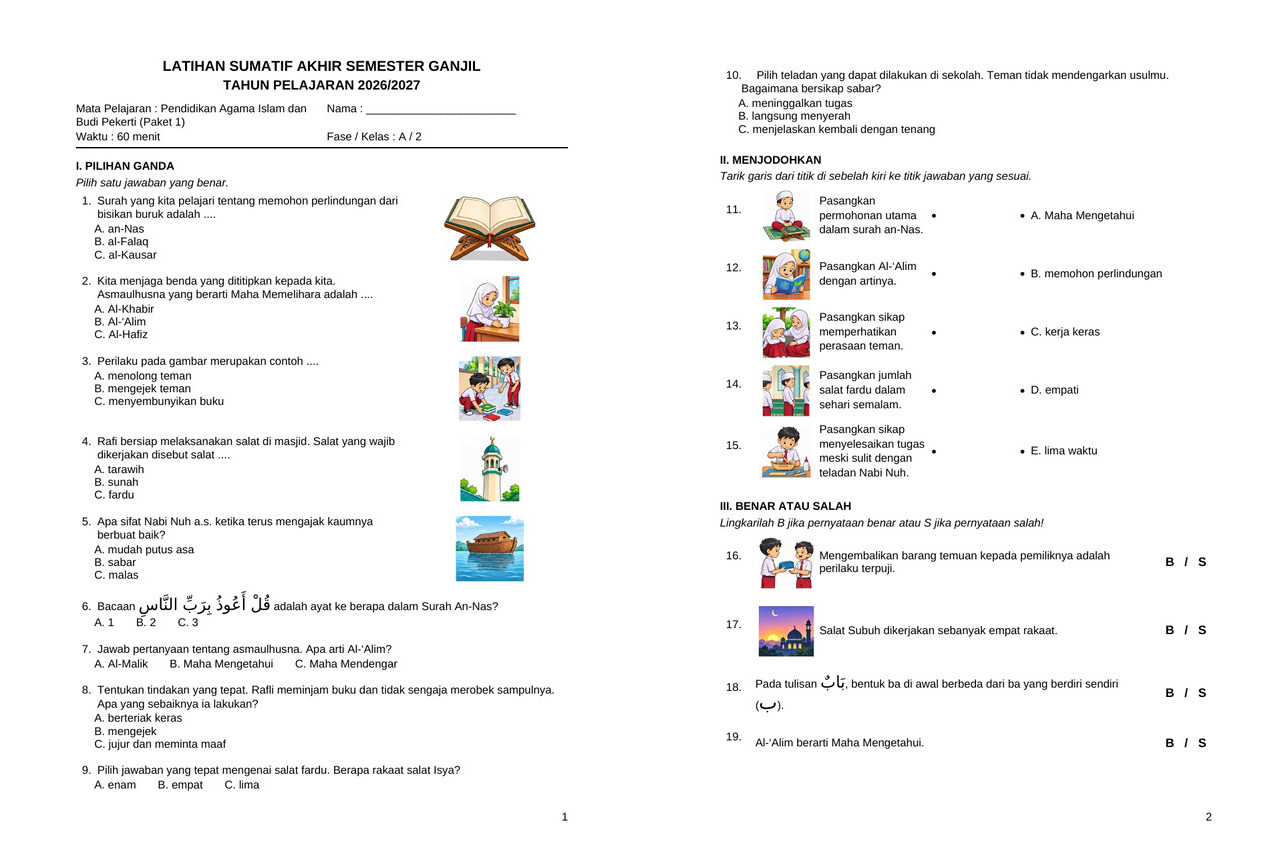 LATIHAN SUMATIF AKHIR SEMESTER GANJIL
TAHUN PELAJARAN 2026/2027
Mata Pelajaran : Pendidikan Agama Islam dan Budi Pekerti (Paket 1)
Nama : _________________________
Waktu : 60 menit
Fase / Kelas : A / 2
I. PILIHAN GANDA
Pilih satu jawaban yang benar.
1. Surah yang kita pelajari tentang memohon perlindungan dari
bisikan buruk adalah ....
A. an-Nas
B. al-Falaq
C. al-Kausar
2. Kita menjaga benda yang dititipkan kepada kita.
Asmaulhusna yang berarti Maha Memelihara adalah ....
A. Al-Khabir
B. Al-‘Alim
C. Al-Hafiz
3. Perilaku pada gambar merupakan contoh ....
A. menolong teman
B. mengejek teman
C. menyembunyikan buku
4. Rafi bersiap melaksanakan salat di masjid. Salat yang wajib
dikerjakan disebut salat ....
A. tarawih
B. sunah
C. fardu
5. Apa sifat Nabi Nuh a.s. ketika terus mengajak kaumnya
berbuat baik?
A. mudah putus asa
B. sabar
C. malas
6. Bacaan قُلْ أَعُوذُ بِرَبِّ النَّاسِ adalah ayat ke berapa dalam Surah An-Nas?
A. 1 B. 2 C. 3
7. Jawab pertanyaan tentang asmaulhusna. Apa arti Al-‘Alim?
A. Al-Malik B. Maha Mengetahui C. Maha Mendengar
8. Tentukan tindakan yang tepat. Rafli meminjam buku dan tidak sengaja merobek sampulnya.
Apa yang sebaiknya ia lakukan?
A. berteriak keras
B. mengejek
C. jujur dan meminta maaf
9. Pilih jawaban yang tepat mengenai salat fardu. Berapa rakaat salat Isya?
A. enam B. empat C. lima
1
10. Pilih teladan yang dapat dilakukan di sekolah. Teman tidak mendengarkan usulmu.
Bagaimana bersikap sabar?
A. meninggalkan tugas
B. langsung menyerah
C. menjelaskan kembali dengan tenang
II. MENJODOHKAN
Tarik garis dari titik di sebelah kiri ke titik jawaban yang sesuai.
11. Pasangkan
permohonan utama
dalam surah an-Nas.
• • A. Maha Mengetahui
12. Pasangkan Al-‘Alim
dengan artinya.
• • B. memohon perlindungan
13. Pasangkan sikap
memperhatikan
perasaan teman.
• • C. kerja keras
14. Pasangkan jumlah
salat fardu dalam
sehari semalam.
• • D. empati
15. Pasangkan sikap
menyelesaikan tugas
meski sulit dengan
teladan Nabi Nuh.
• • E. lima waktu
III. BENAR ATAU SALAH
Lingkarilah B jika pernyataan benar atau S jika pernyataan salah!
16. Mengembalikan barang temuan kepada pemiliknya adalah
perilaku terpuji.
B / S
17. Salat Subuh dikerjakan sebanyak empat rakaat. B / S
18. Pada tulisan بَابٌ, bentuk ba di awal berbeda dari ba yang berdiri sendiri
(ب).
B / S
19. Al-‘Alim berarti Maha Mengetahui. B / S
2